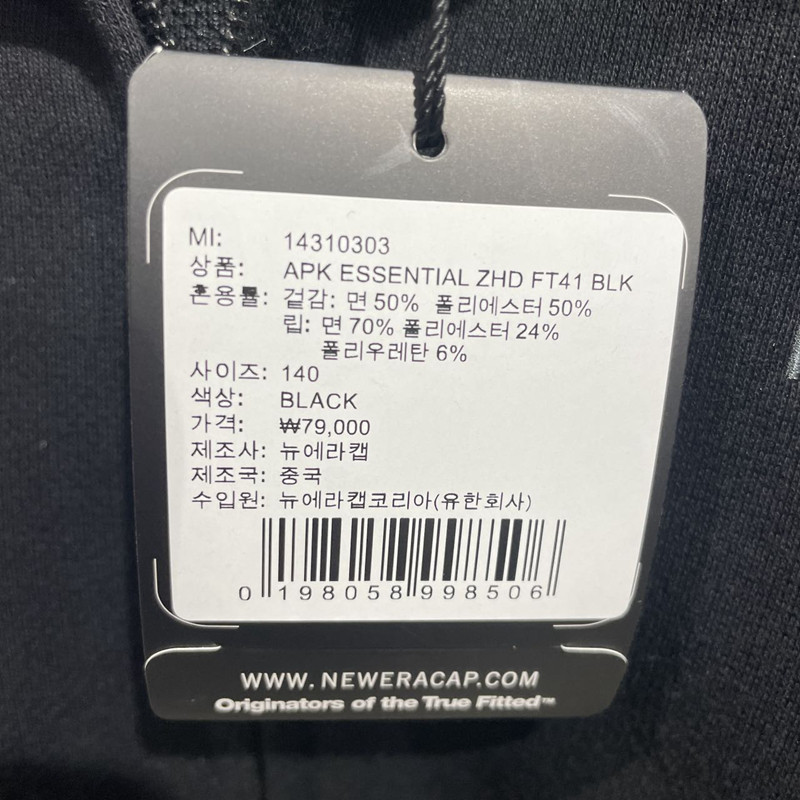 MI: 14310303
상품: APK ESSENTIAL ZHD FT41 BLK
혼용률: 겉감: 면 50% 폴리에스터 50%
립: 면 70% 폴리에스터 24%
폴리우레탄 6%
사이즈: 140
색상: BLACK
가격: ₩79,000
제조사: 뉴에라캡
제조국: 중국
수입원: 뉴에라캡코리아(유한회사)
0 198058 998506
WWW.NEWERACAP.COM
Originators of the True Fitted™